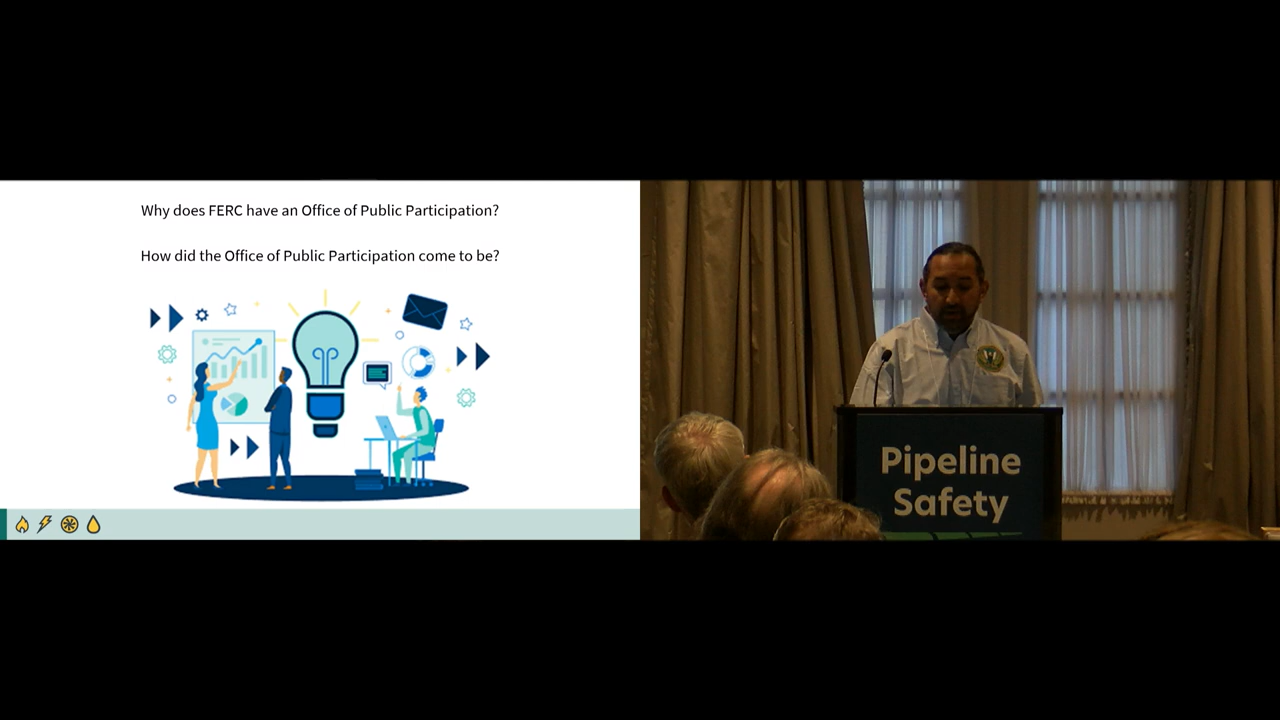 Why does FERC have an Office of Public Participation?
How did the Office of Public Participation come to be?
Pipeline
Safety